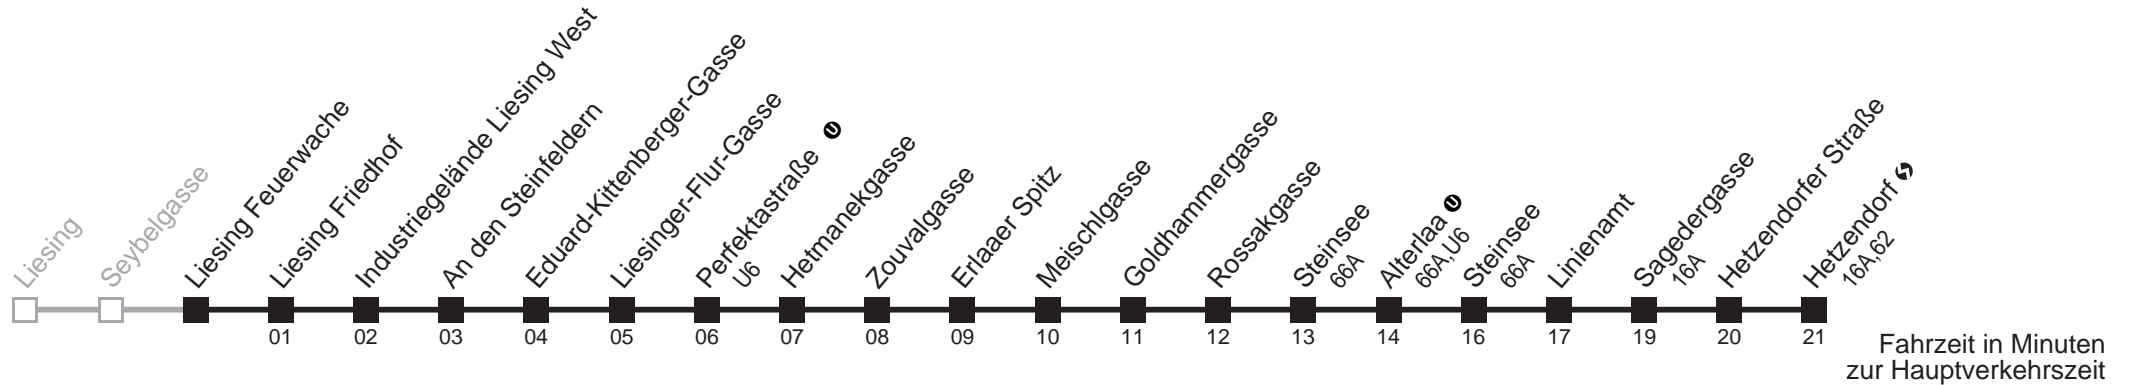 Liesing
Seybelgasse
Liesing Feuerwache
Liesing Friedhof
Industriegelände Liesing West
An den Steinfeldern
Eduard-Kittenberger-Gasse
Liesinger-Flur-Gasse
Perfektastraße U
U6
Hetmanekgasse
Zouvalgasse
Erlaaer Spitz
Meischlgasse
Goldhammergasse
Rossakgasse
Steinsee
66A
Alterlaa U
66A,U6
Steinsee
66A
Linienamt
Sagedergasse
16A
Hetzendorfer Straße
Hetzendorf
16A,62
01 02 03 04 05 06 07 08 09 10 11 12 13 14 16 17 19 20 21
Fahrzeit in Minuten
zur Hauptverkehrszeit